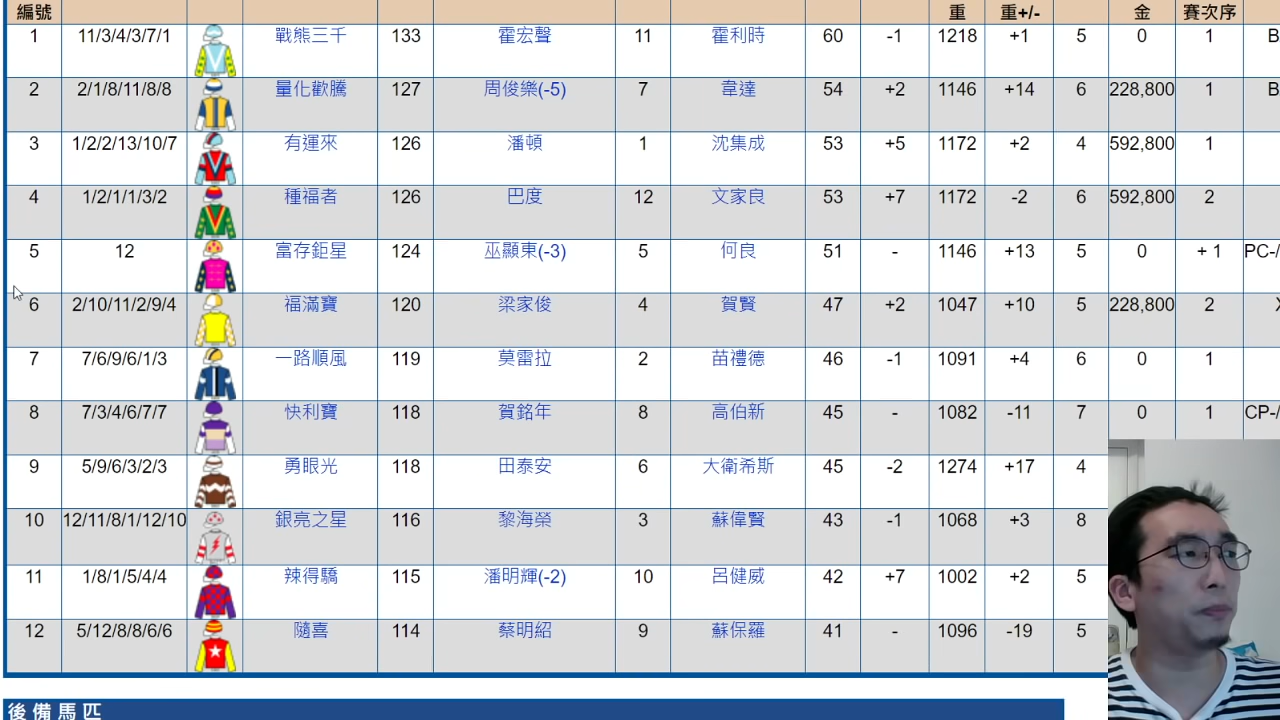 編號 重 重+/- 金 賽次序
1 11/3/4/3/7/1 戰熊三千 133 霍宏聲 11 霍利時 60 -1 1218 +1 5 0 1 B
2 2/1/8/11/8/8 量化歡騰 127 周俊樂(-5) 7 韋達 54 +2 1146 +14 6 228,800 1 B
3 1/2/2/13/10/7 有運來 126 潘頓 1 沈集成 53 +5 1172 +2 4 592,800 1
4 1/2/1/1/3/2 種福者 126 巴度 12 文家良 53 +7 1172 -2 6 592,800 2
5 12 富存鉅星 124 巫顯東(-3) 5 何良 51 - 1146 +13 5 0 + 1 PC-/
6 2/10/11/2/9/4 福滿寶 120 梁家俊 4 賀賢 47 +2 1047 +10 5 228,800 2
7 7/6/9/6/1/3 一路順風 119 莫雷拉 2 苗禮德 46 -1 1091 +4 6 0 1
8 7/3/4/6/7/7 快利寶 118 賀銘年 8 高伯新 45 - 1082 -11 7 0 1 CP-/
9 5/9/6/3/2/3 勇眼光 118 田泰安 6 大衛希斯 45 -2 1274 +17 4
10 12/11/8/1/12/10 銀亮之星 116 黎海榮 3 蘇偉賢 43 -1 1068 +3 8
11 1/8/1/5/4/4 辣得驕 115 潘明輝(-2) 10 呂健威 42 +7 1002 +2 5
12 5/12/8/8/6/6 隨喜 114 蔡明紹 9 蘇保羅 41 - 1096 -19 5
後備馬匹